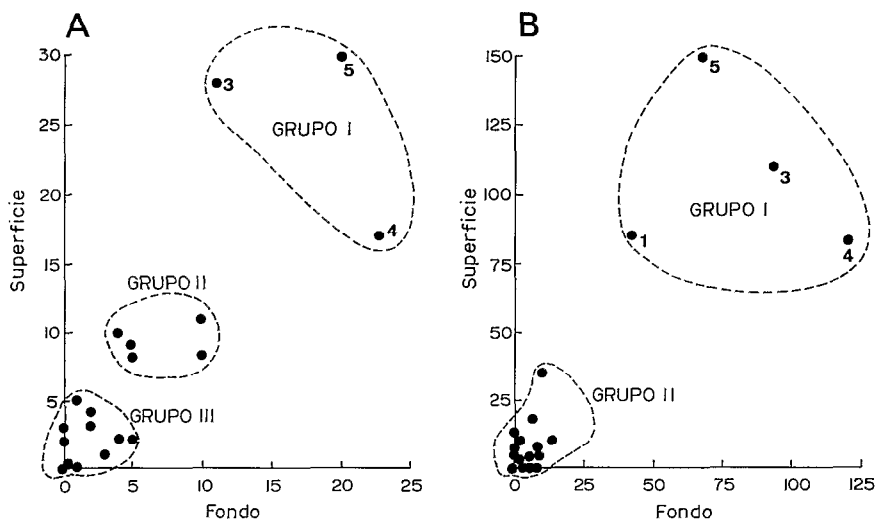 A
30
25
20
15
10
5
Superficie
3
5
GRUPO I
4
GRUPO II
GRUPO III
0 5 10 15 20 25
Fondo
B
150
125
100
75
50
25
Superficie
5
3
GRUPO I
1
4
GRUPO II
0 25 50 75 100 125
Fondo